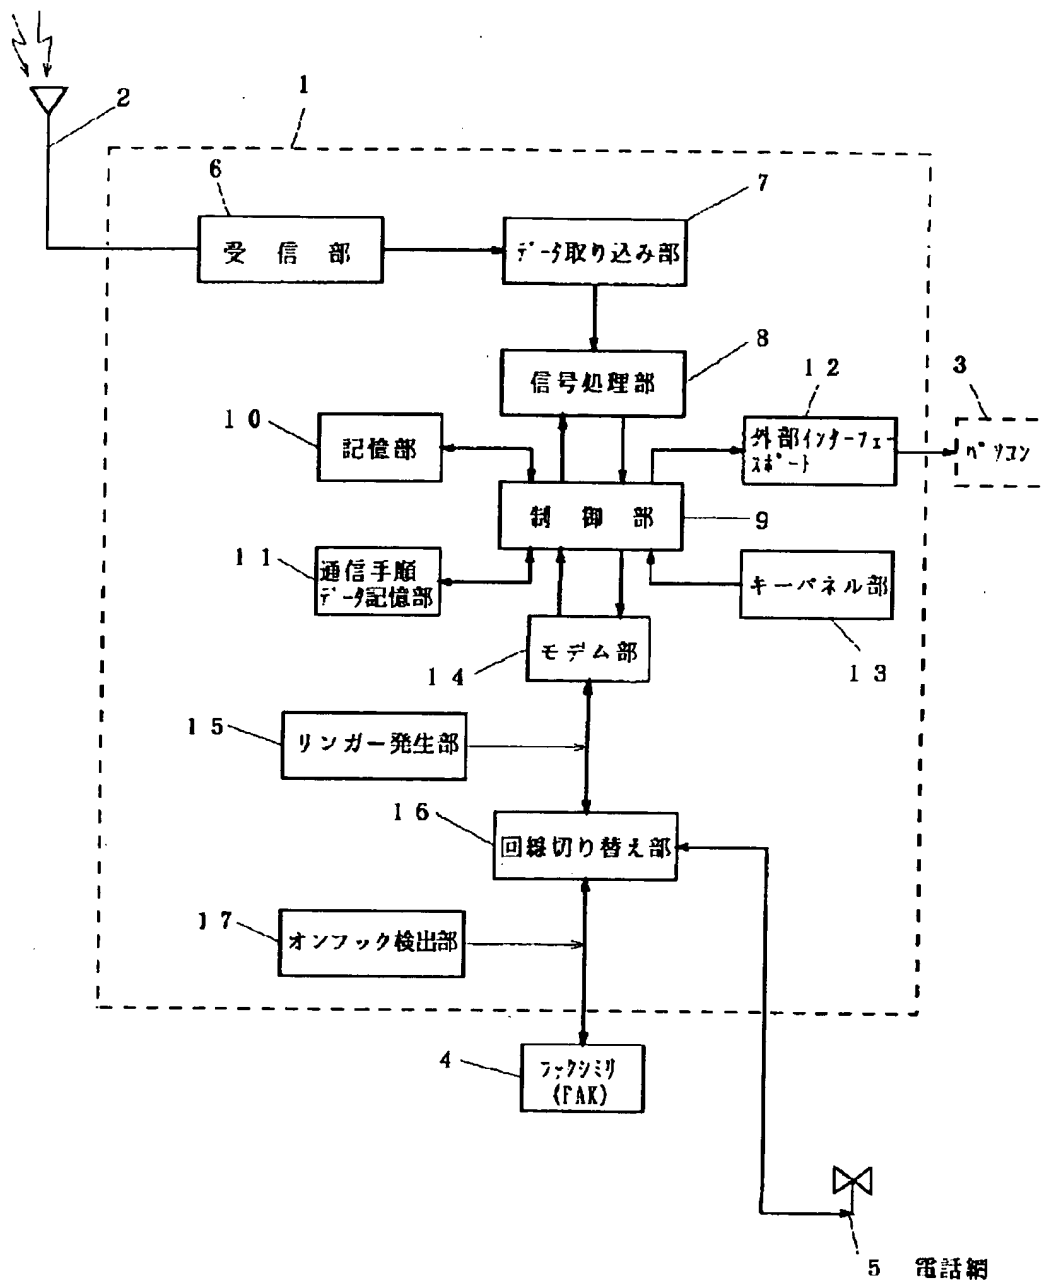 1
2
6
受信部
7
データ取り込み部
8
信号処理部
10
記憶部
12
外部インターフェー
スポート
3
パソコン
制御部
9
11
通信手順
データ記憶部
キーパネル部
13
モデム部
14
15
リンガー発生部
16
回線切り替え部
17
オンフック検出部
4
ファクシミリ
(FAK)
5 電話網